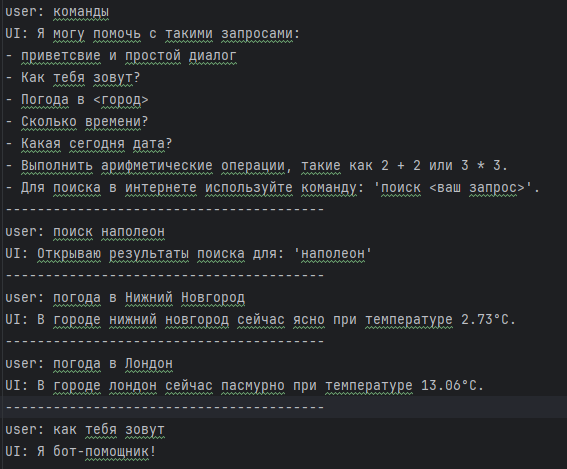 user: команды
UI: Я могу помочь с такими запросами:
- приветсвие и простой диалог
- Как тебя зовут?
- Погода в <город>
- Сколько времени?
- Какая сегодня дата?
- Выполнить арифметические операции, такие как 2 + 2 или 3 * 3.
- Для поиска в интернете используйте команду: 'поиск <ваш запрос>'.
----------------------------------------
user: поиск наполеон
UI: Открываю результаты поиска для: 'наполеон'
----------------------------------------
user: погода в Нижний Новгород
UI: В городе нижний новгород сейчас ясно при температуре 2.73°C.
----------------------------------------
user: погода в Лондон
UI: В городе лондон сейчас пасмурно при температуре 13.06°C.
----------------------------------------
user: как тебя зовут
UI: Я бот-помощник!